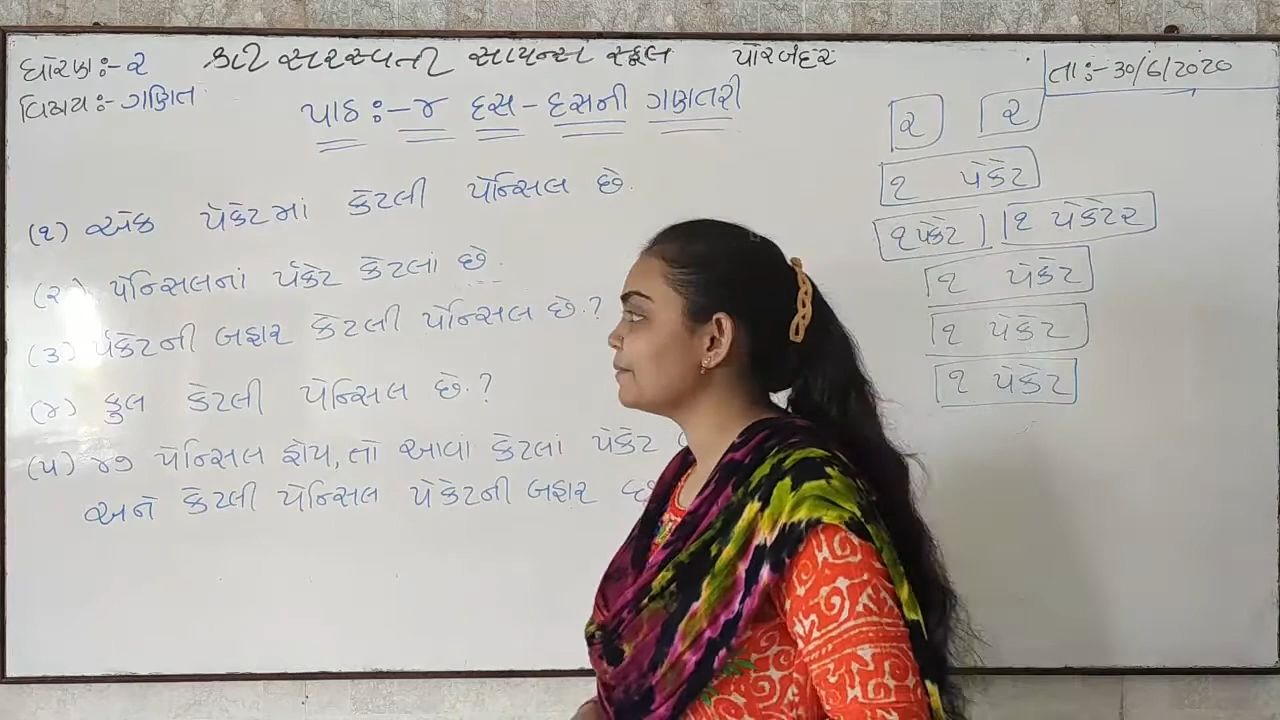 ધોરણ:- ૨
શ્રી સરસ્વતી સાયન્સ સ્કૂલ પોરબંદર
તા:- 30/6/2020
વિષય:- ગણિત
પાઠ:- ૪ દસ - દસની ગણતરી
(૧) એક પેકેટમાં કેટલી પેન્સિલ છે.
(૨) પેન્સિલનાં પેકેટ કેટલાં છે.
(૩) પેકેટની બહાર કેટલી પેન્સિલ છે.?
(૪) કુલ કેટલી પેન્સિલ છે.?
(૫) ૪૭ પેન્સિલ હોય, તો આવાં કેટલાં પેકેટ
અને કેટલી પેન્સિલ પેકેટની બહાર
૨ ૨
૧ પેકેટ
૧ પેકેટ ૧ પેકેટ૨
૧ પેકેટ
૧ પેકેટ
૧ પેકેટ